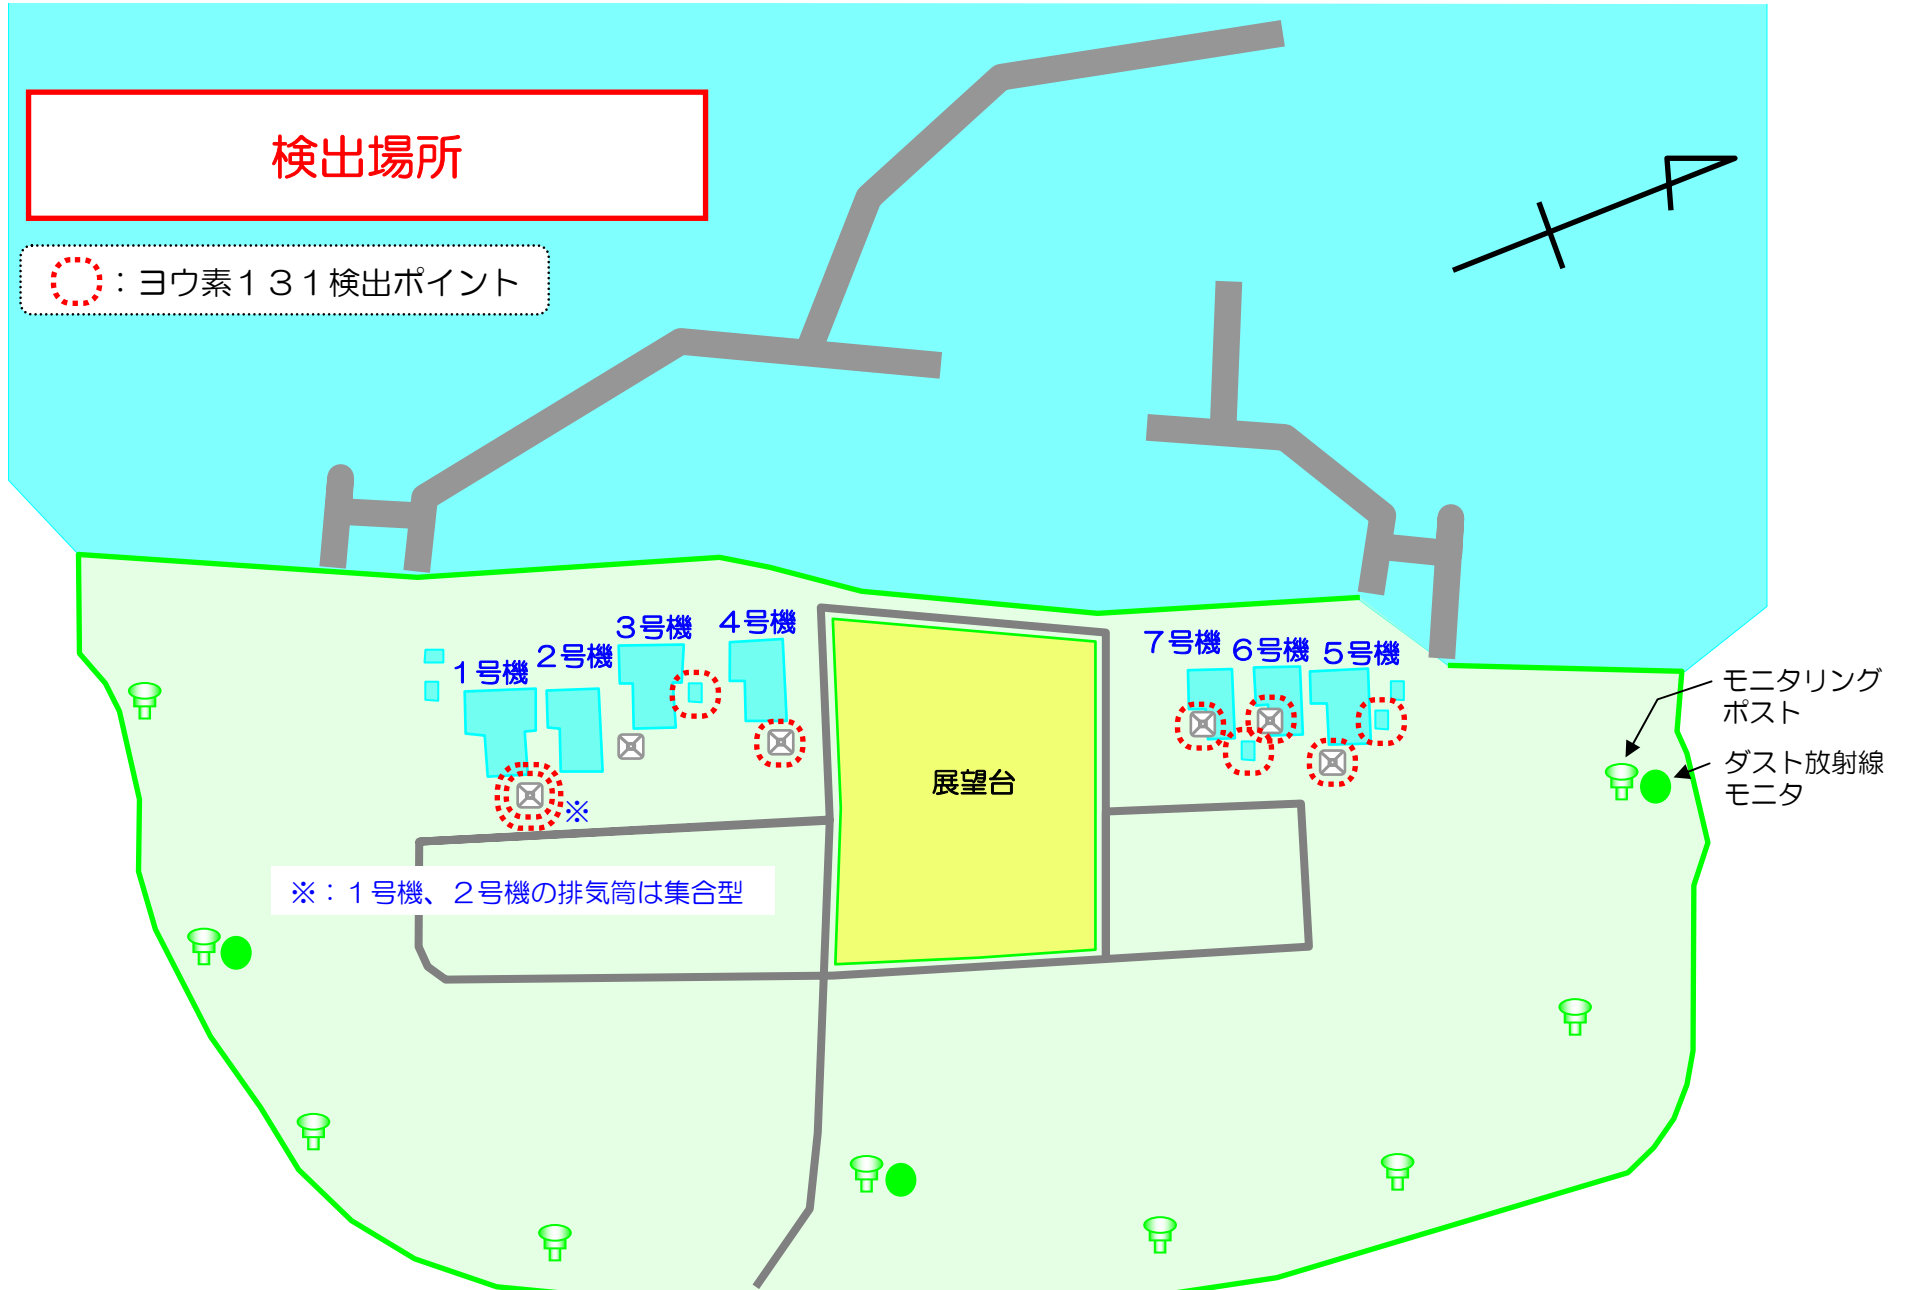 検出場所
：ヨウ素１３１検出ポイント
１号機
２号機
３号機
４号機
７号機
６号機
５号機
モニタリング
ポスト
ダスト放射線
モニタ
展望台
※
※：１号機、２号機の排気筒は集合型